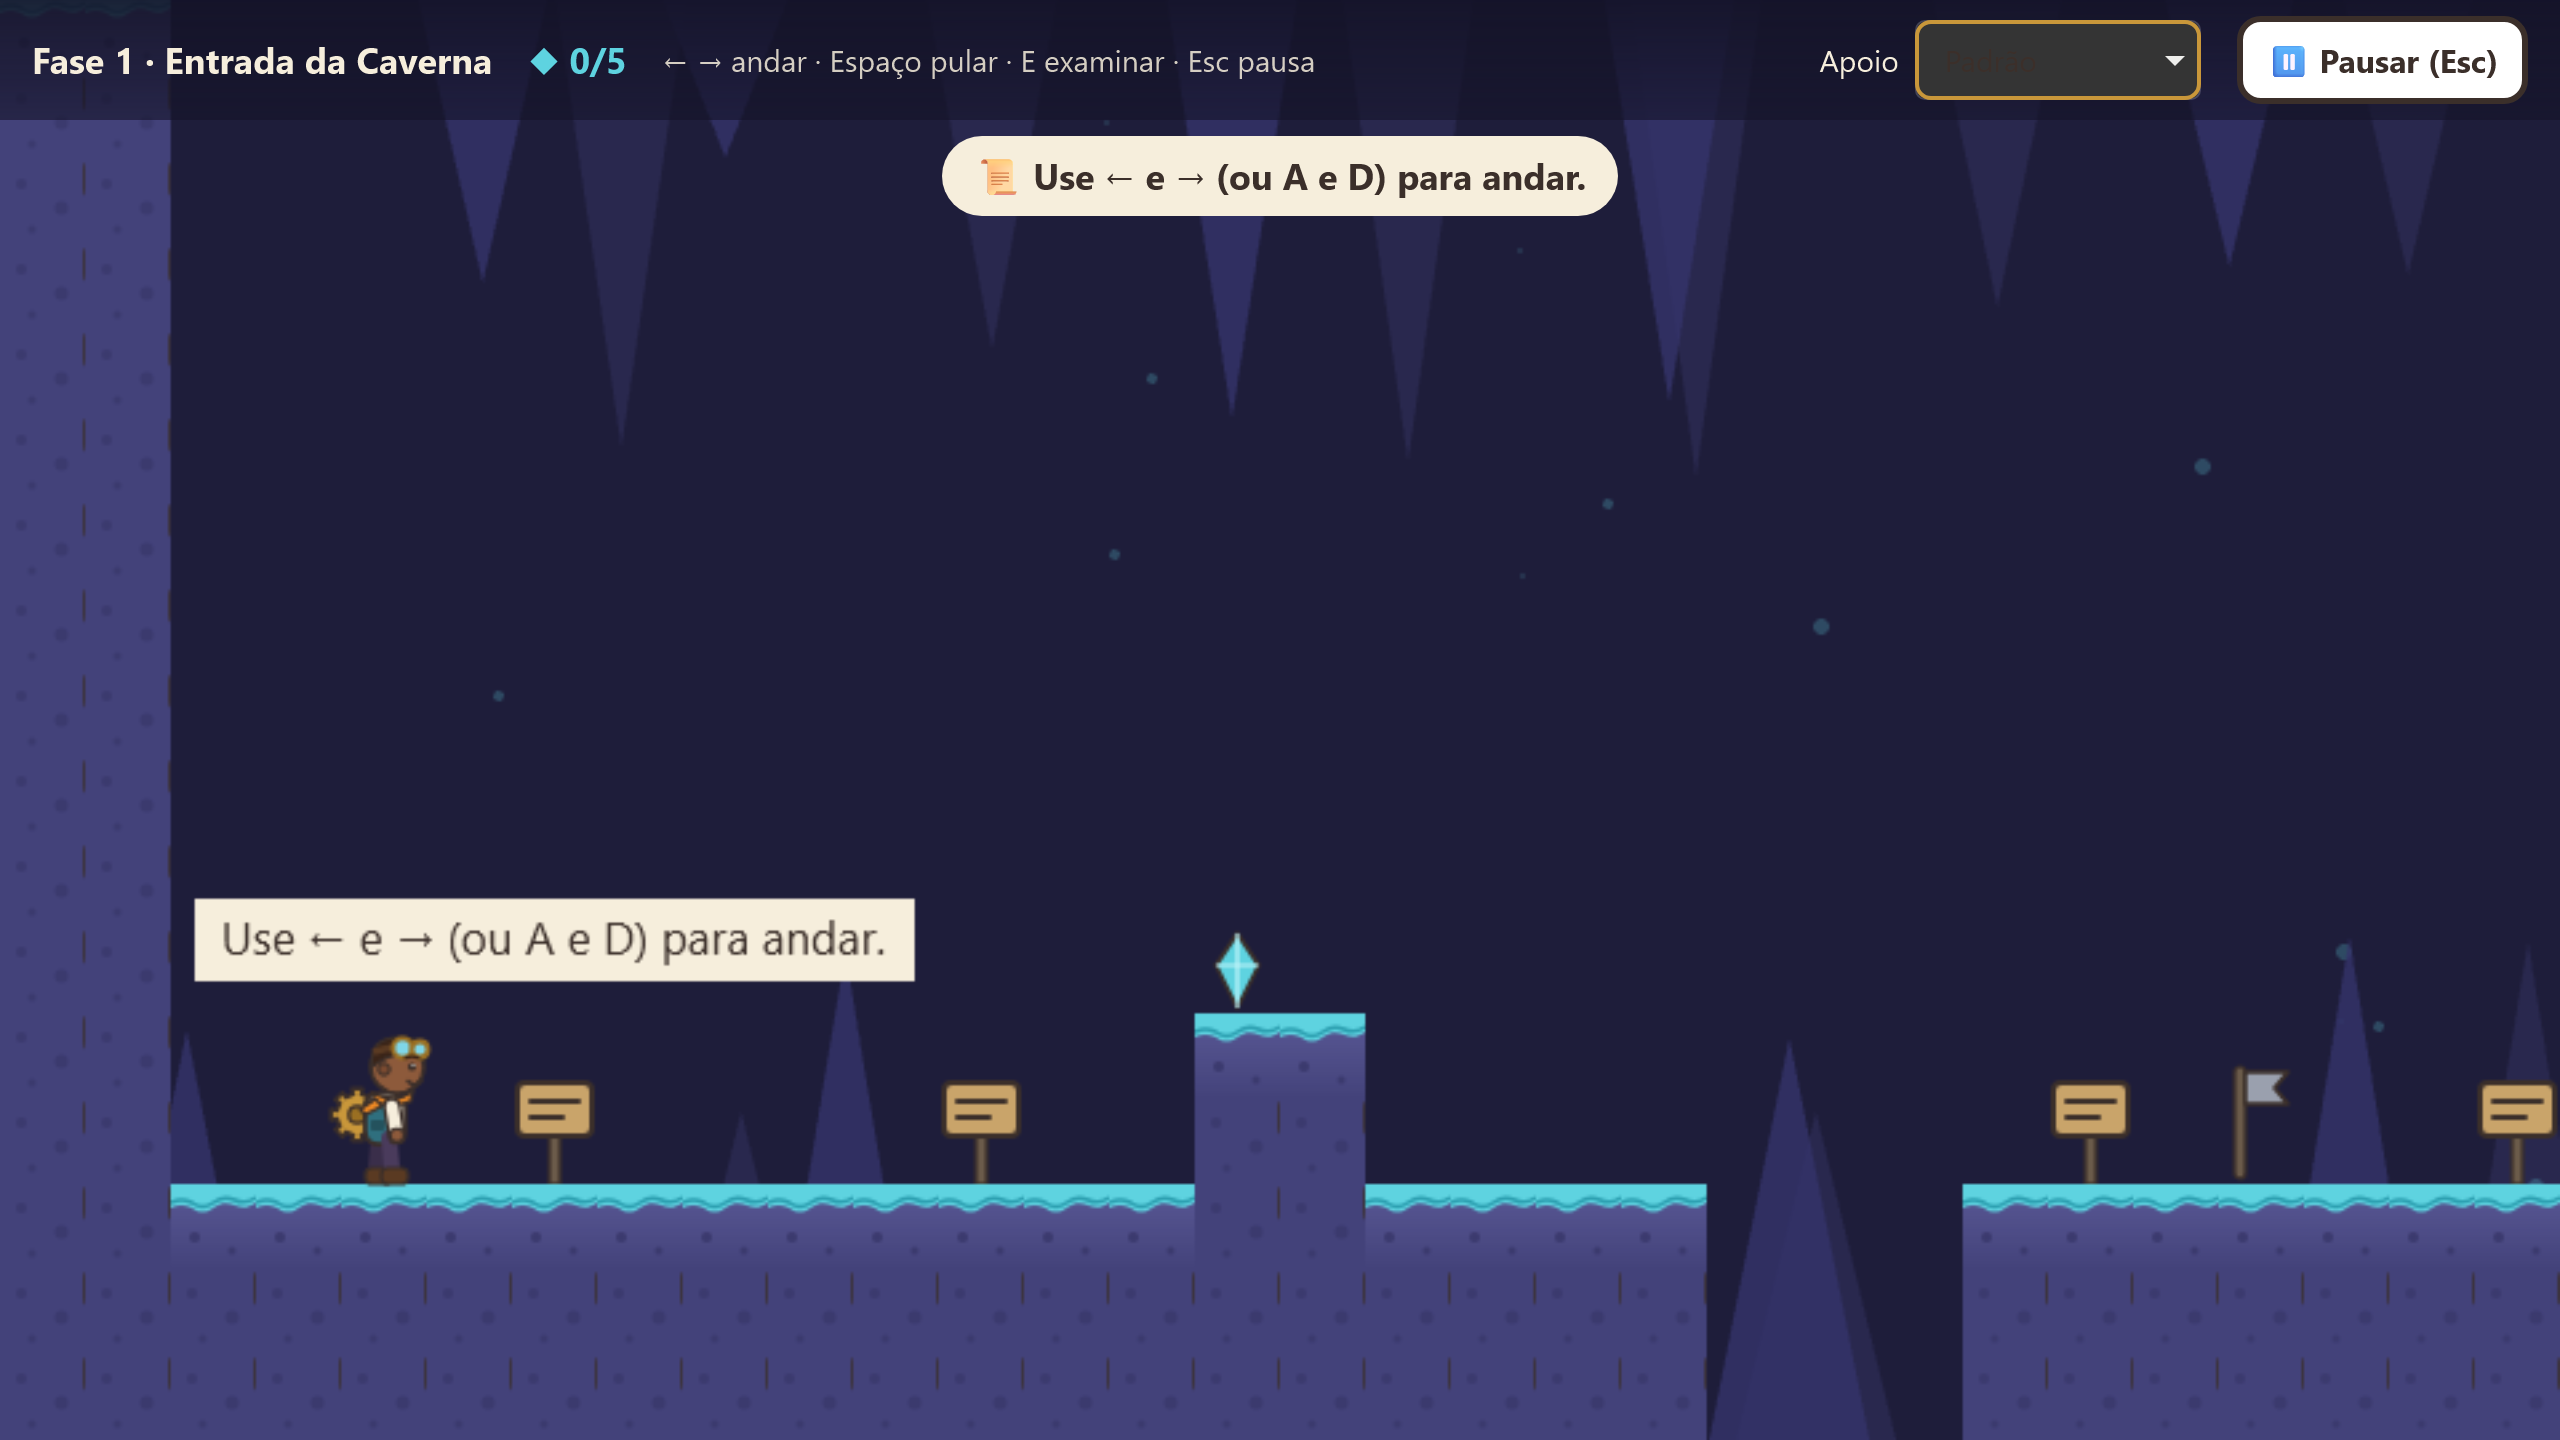 Fase 1 · Entrada da Caverna ◆ 0/5 ← → andar · Espaço pular · E examinar · Esc pausa Apoio Pausar (Esc)
Use ← e → (ou A e D) para andar.
Use ← e → (ou A e D) para andar.